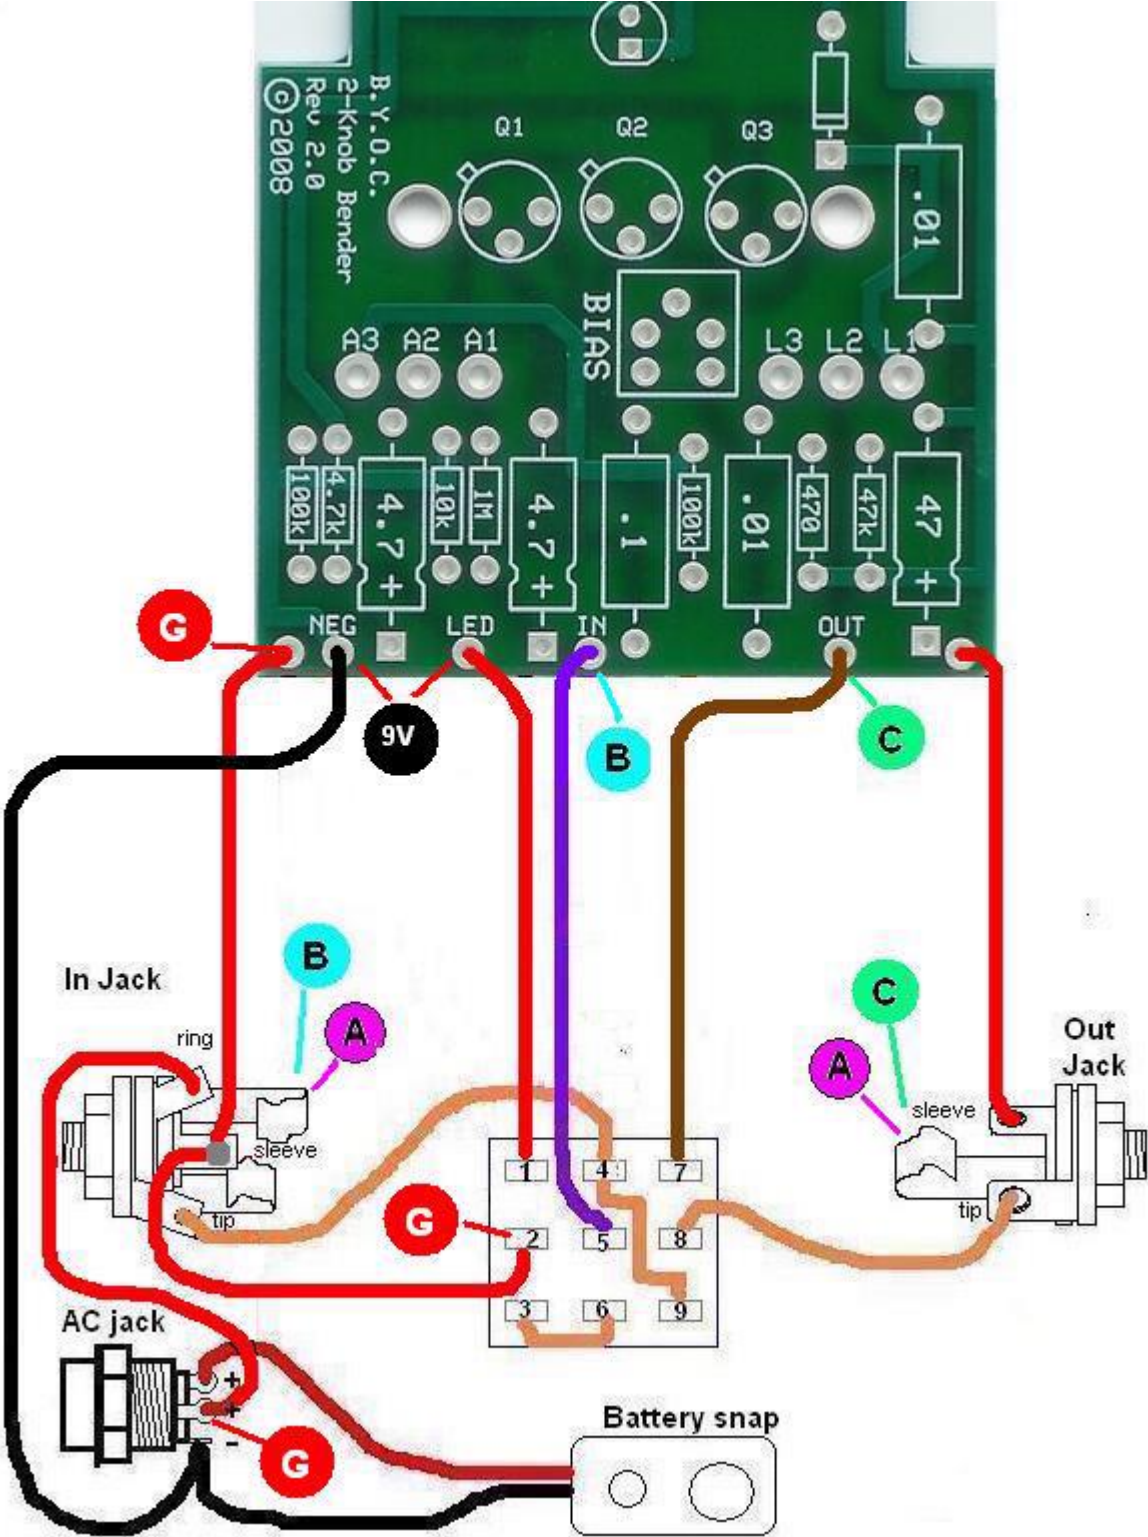 B.Y.O.C.
2-Knob Bender
Rev 2.0
©2008
Q1
Q2
Q3
.01
BIAS
A3
A2
A1
L3
L2
L1
100k
4.7k
4.7
+
10k
1M
4.7
+
.1
100k
.01
470
47k
47
+
G
NEG
LED
IN
OUT
9V
B
C
In Jack
B
A
ring
sleeve
tip
C
A
Out
Jack
sleeve
tip
1
4
7
G
2
5
8
3
6
9
AC jack
+
+
-
G
Battery snap